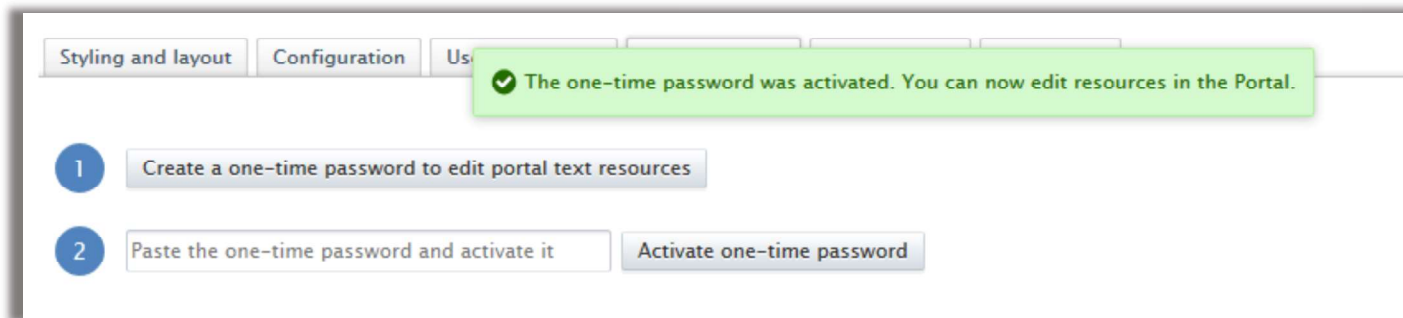 Styling and layout Configuration
The one-time password was activated. You can now edit resources in the Portal.
1 Create a one-time password to edit portal text resources
2 Paste the one-time password and activate it Activate one-time password